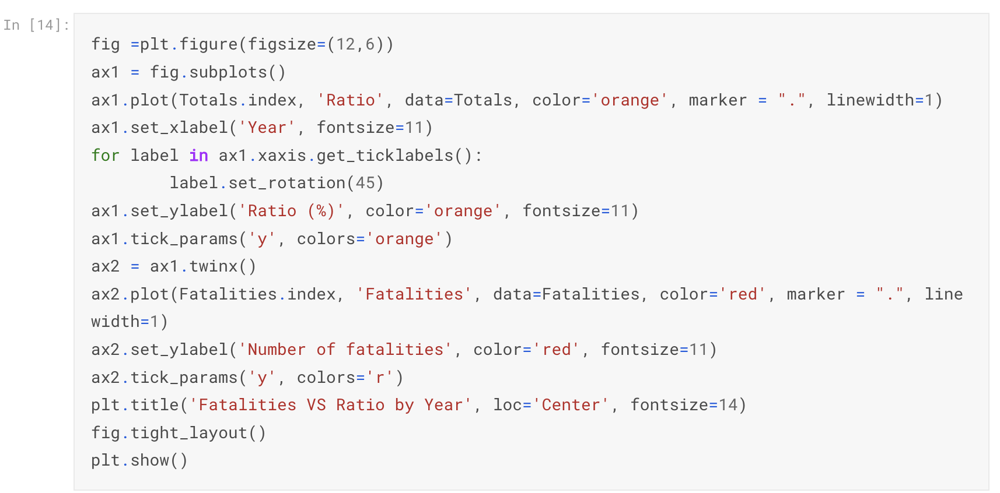 In [14]:
fig =plt.figure(figsize=(12,6))
ax1 = fig.subplots()
ax1.plot(Totals.index, 'Ratio', data=Totals, color='orange', marker = ".", linewidth=1)
ax1.set_xlabel('Year', fontsize=11)
for label in ax1.xaxis.get_ticklabels():
        label.set_rotation(45)
ax1.set_ylabel('Ratio (%)', color='orange', fontsize=11)
ax1.tick_params('y', colors='orange')
ax2 = ax1.twinx()
ax2.plot(Fatalities.index, 'Fatalities', data=Fatalities, color='red', marker = ".", line
width=1)
ax2.set_ylabel('Number of fatalities', color='red', fontsize=11)
ax2.tick_params('y', colors='r')
plt.title('Fatalities VS Ratio by Year', loc='Center', fontsize=14)
fig.tight_layout()
plt.show()